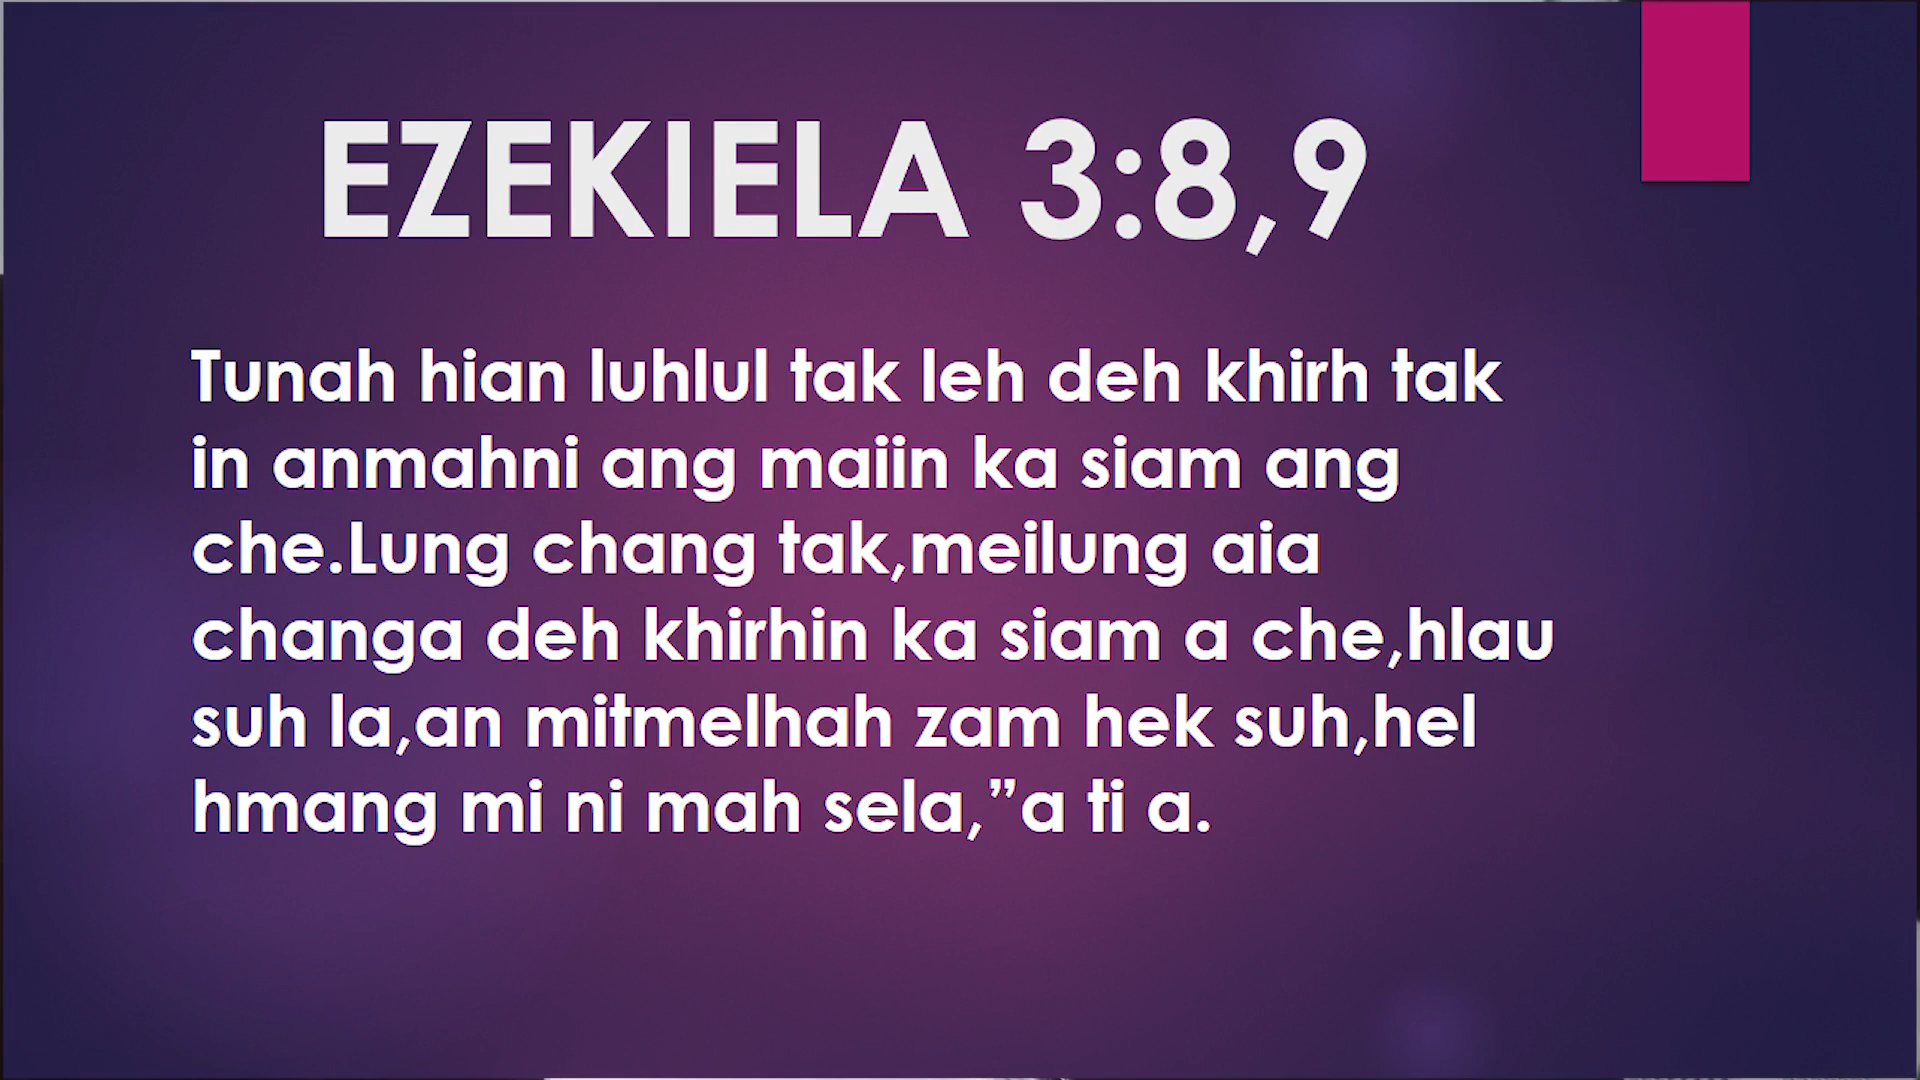 EZEKIELA 3:8,9
Tunah hian luhlul tak leh deh khirh tak
in anmahni ang maiin ka siam ang
che.Lung chang tak,meilung aia
changa deh khirhin ka siam a che,hlau
suh la,an mitmelhah zam hek suh,hel
hmang mi ni mah sela,”a ti a.